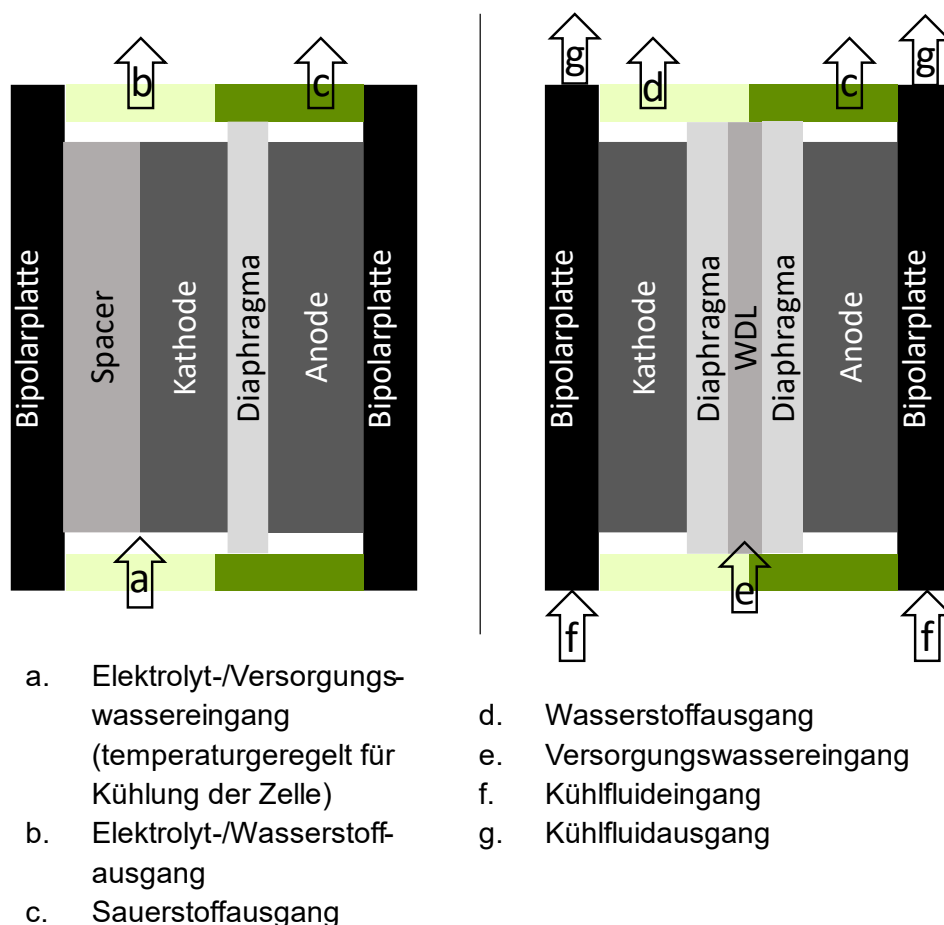 b
c
Bipolarplatte
Spacer
Kathode
Diaphragma
Anode
Bipolarplatte
a
g
d
c
g
Bipolarplatte
Kathode
Diaphragma
WDL
Diaphragma
Anode
Bipolarplatte
e
f
f
a. Elektrolyt-/Versorgungs-
wassereingang
(temperaturgeregelt für
Kühlung der Zelle)
b. Elektrolyt-/Wasserstoff-
ausgang
c. Sauerstoffausgang
d. Wasserstoffausgang
e. Versorgungswassereingang
f. Kühlfluideingang
g. Kühlfluidausgang